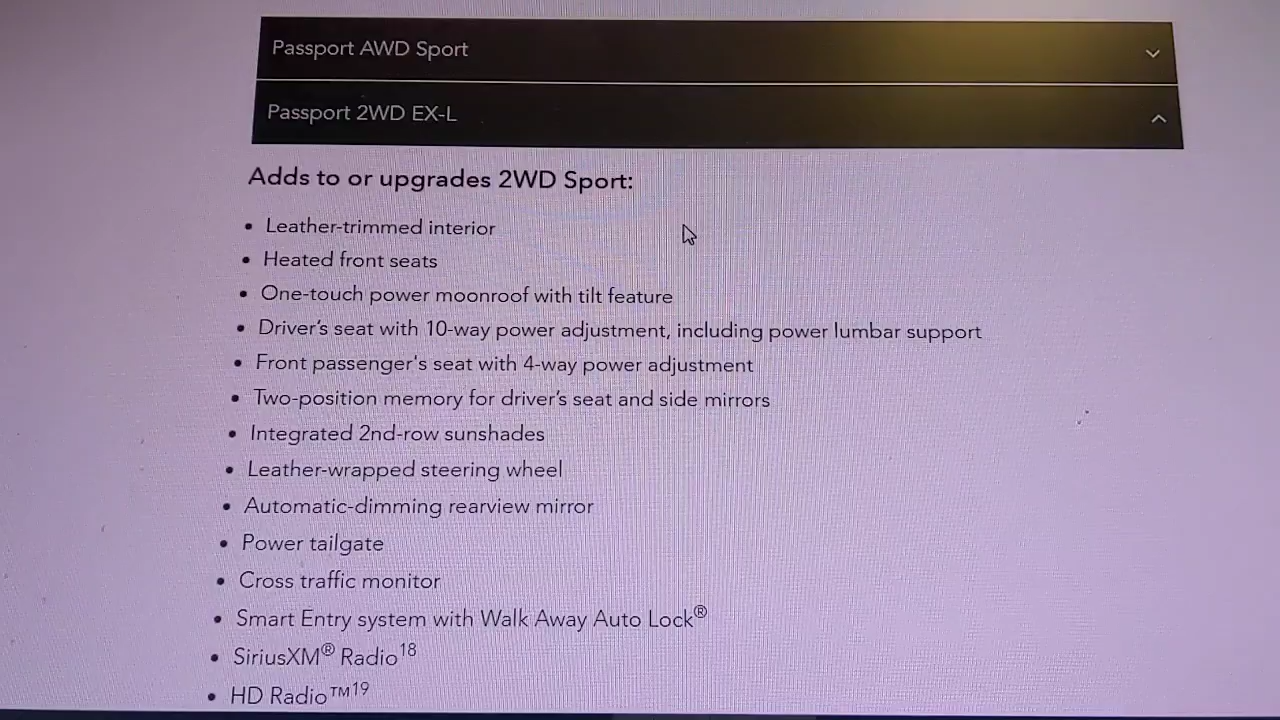 Passport AWD Sport
Passport 2WD EX-L
Adds to or upgrades 2WD Sport:
• Leather-trimmed interior
• Heated front seats
• One-touch power moonroof with tilt feature
• Driver’s seat with 10-way power adjustment, including power lumbar support
• Front passenger's seat with 4-way power adjustment
• Two-position memory for driver’s seat and side mirrors
• Integrated 2nd-row sunshades
• Leather-wrapped steering wheel
• Automatic-dimming rearview mirror
• Power tailgate
• Cross traffic monitor
• Smart Entry system with Walk Away Auto Lock®
• SiriusXM® Radio18
• HD Radio™19